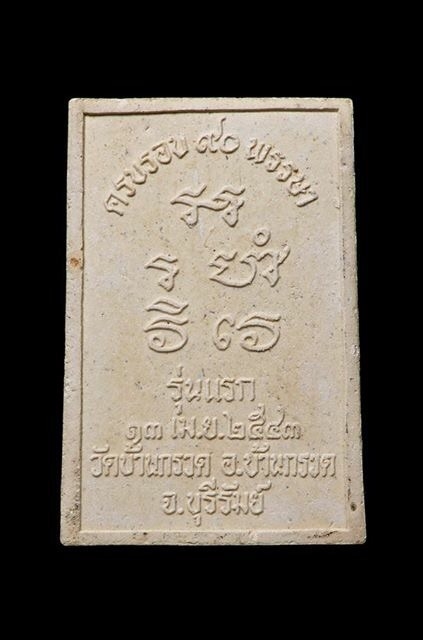 ครบรอบ ๙๐ พรรษา
รุ่นแรก
๑๓ เม.ย.๒๕๔๓
วัดบ้านกรวด อ.บ้านกรวด
จ.บุรีรัมย์